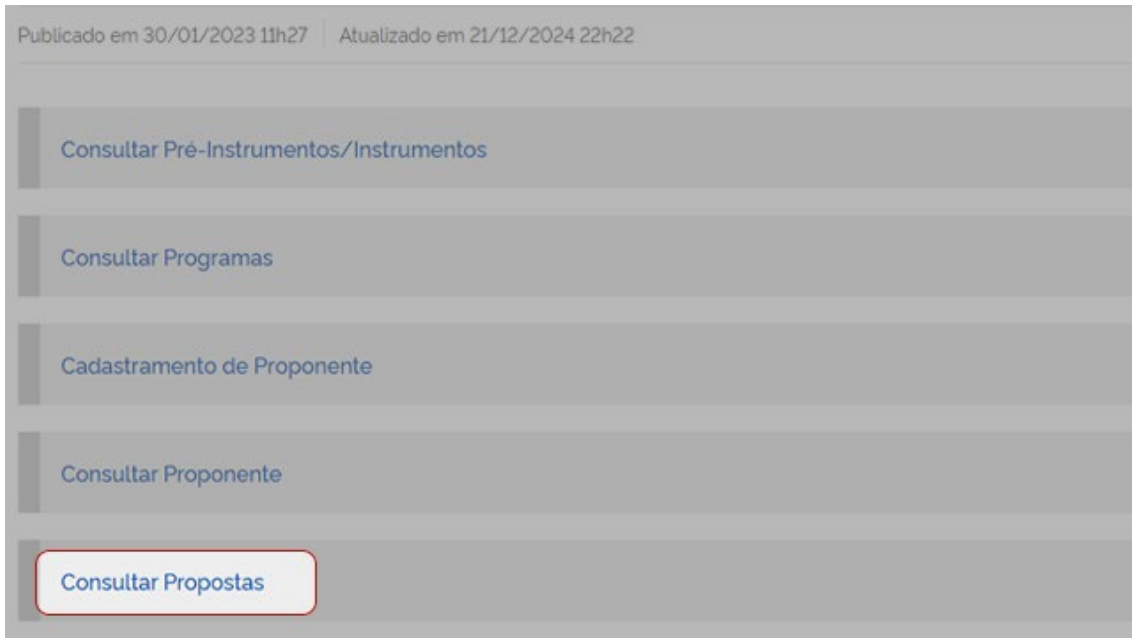 Publicado em 30/01/2023 11h27 Atualizado em 21/12/2024 22h22
Consultar Pré-Instrumentos/Instrumentos
Consultar Programas
Cadastramento de Proponente
Consultar Proponente
Consultar Propostas